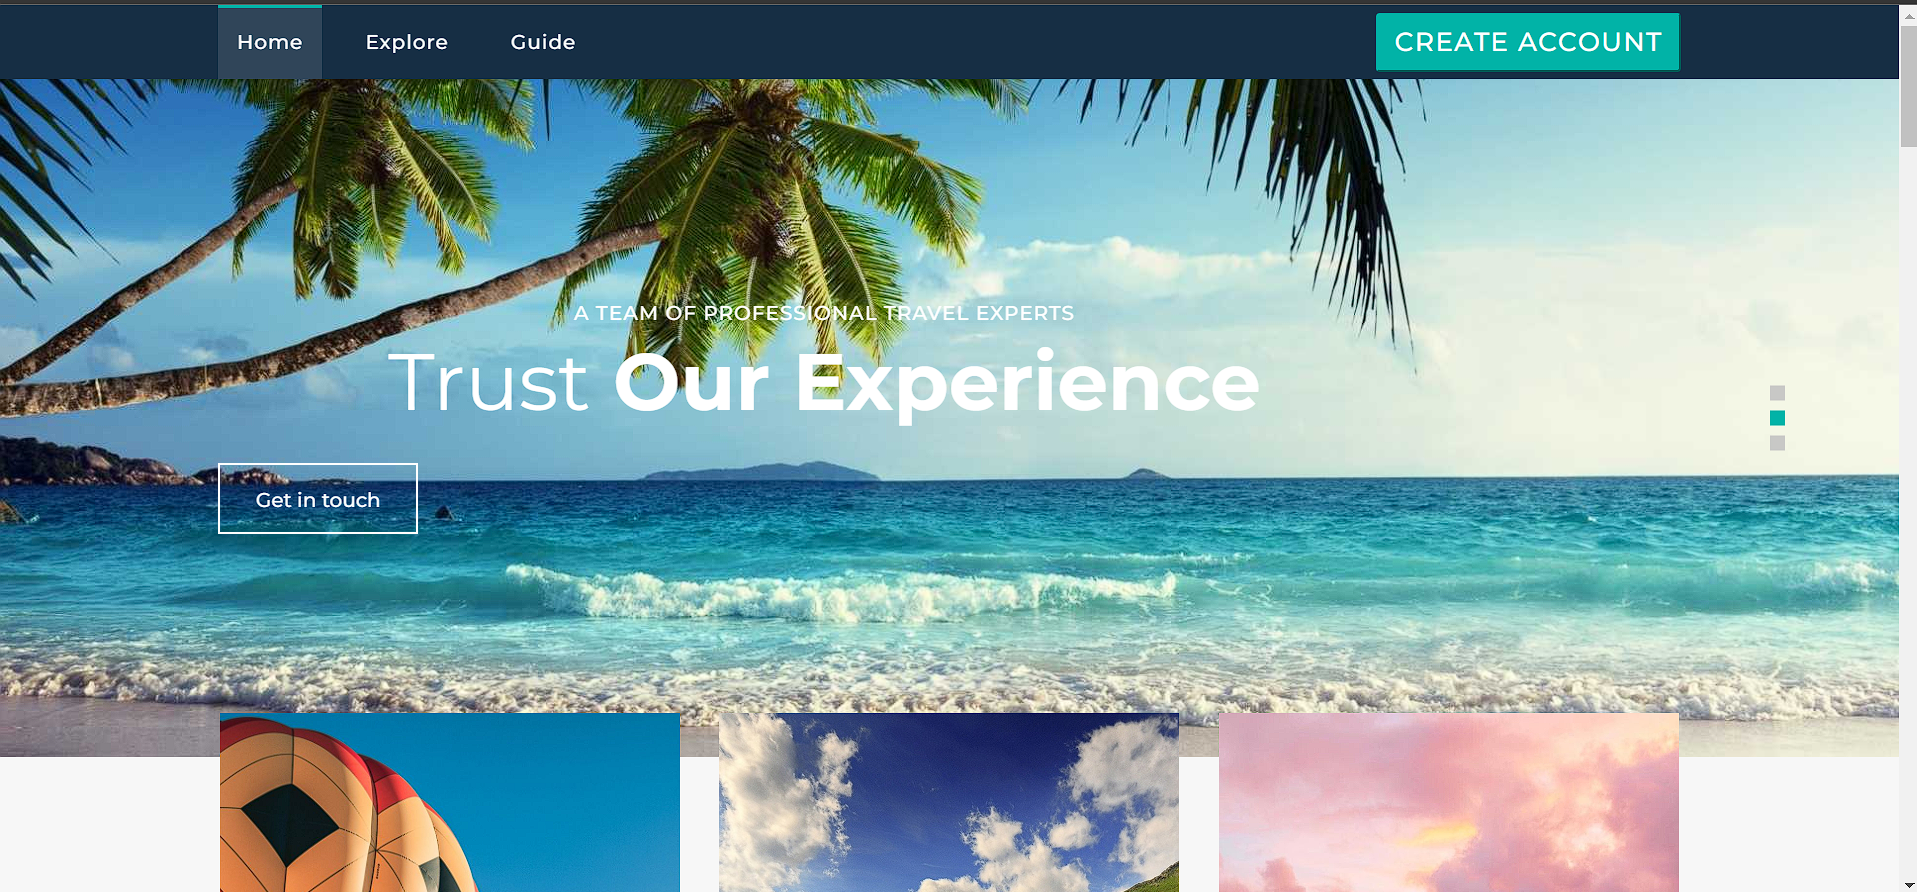 Home Explore Guide CREATE ACCOUNT
A TEAM OF PROFESSIONAL TRAVEL EXPERTS
Trust Our Experience
Get in touch